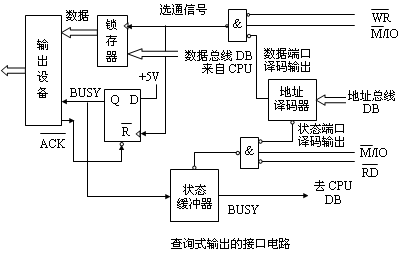 数据
锁存器
选通信号
&
WR
M/IO
输出设备
数据总线 DB
来自 CPU
数据端口
译码输出
+5V
地址译码器
地址总线
DB
BUSY
Q D
R
状态端口
译码输出
ACK
&
M/IO
RD
状态缓冲器
BUSY
去 CPU
DB
查询式输出的接口电路